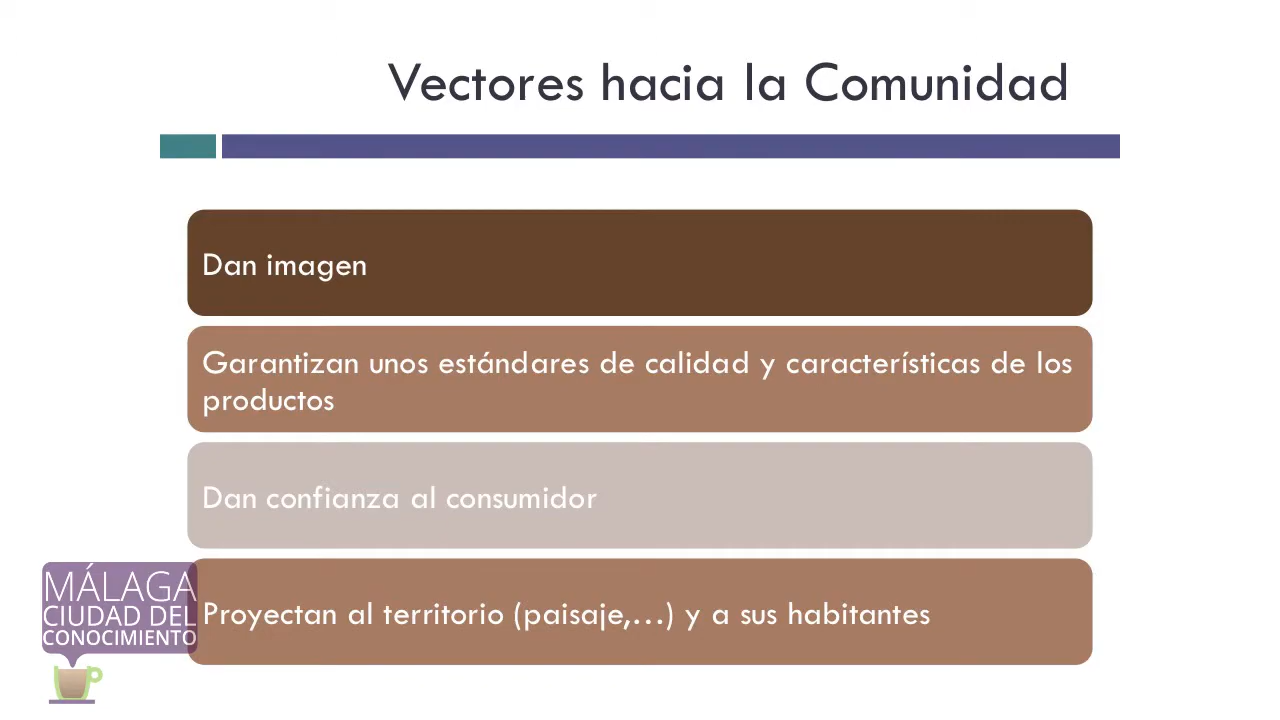 Vectores hacia la Comunidad
Dan imagen
Garantizan unos estándares de calidad y características de los
productos
Dan confianza al consumidor
Proyectan al territorio (paisaje,...) y a sus habitantes
MÁLAGA
CIUDAD DEL
CONOCIMIENTO